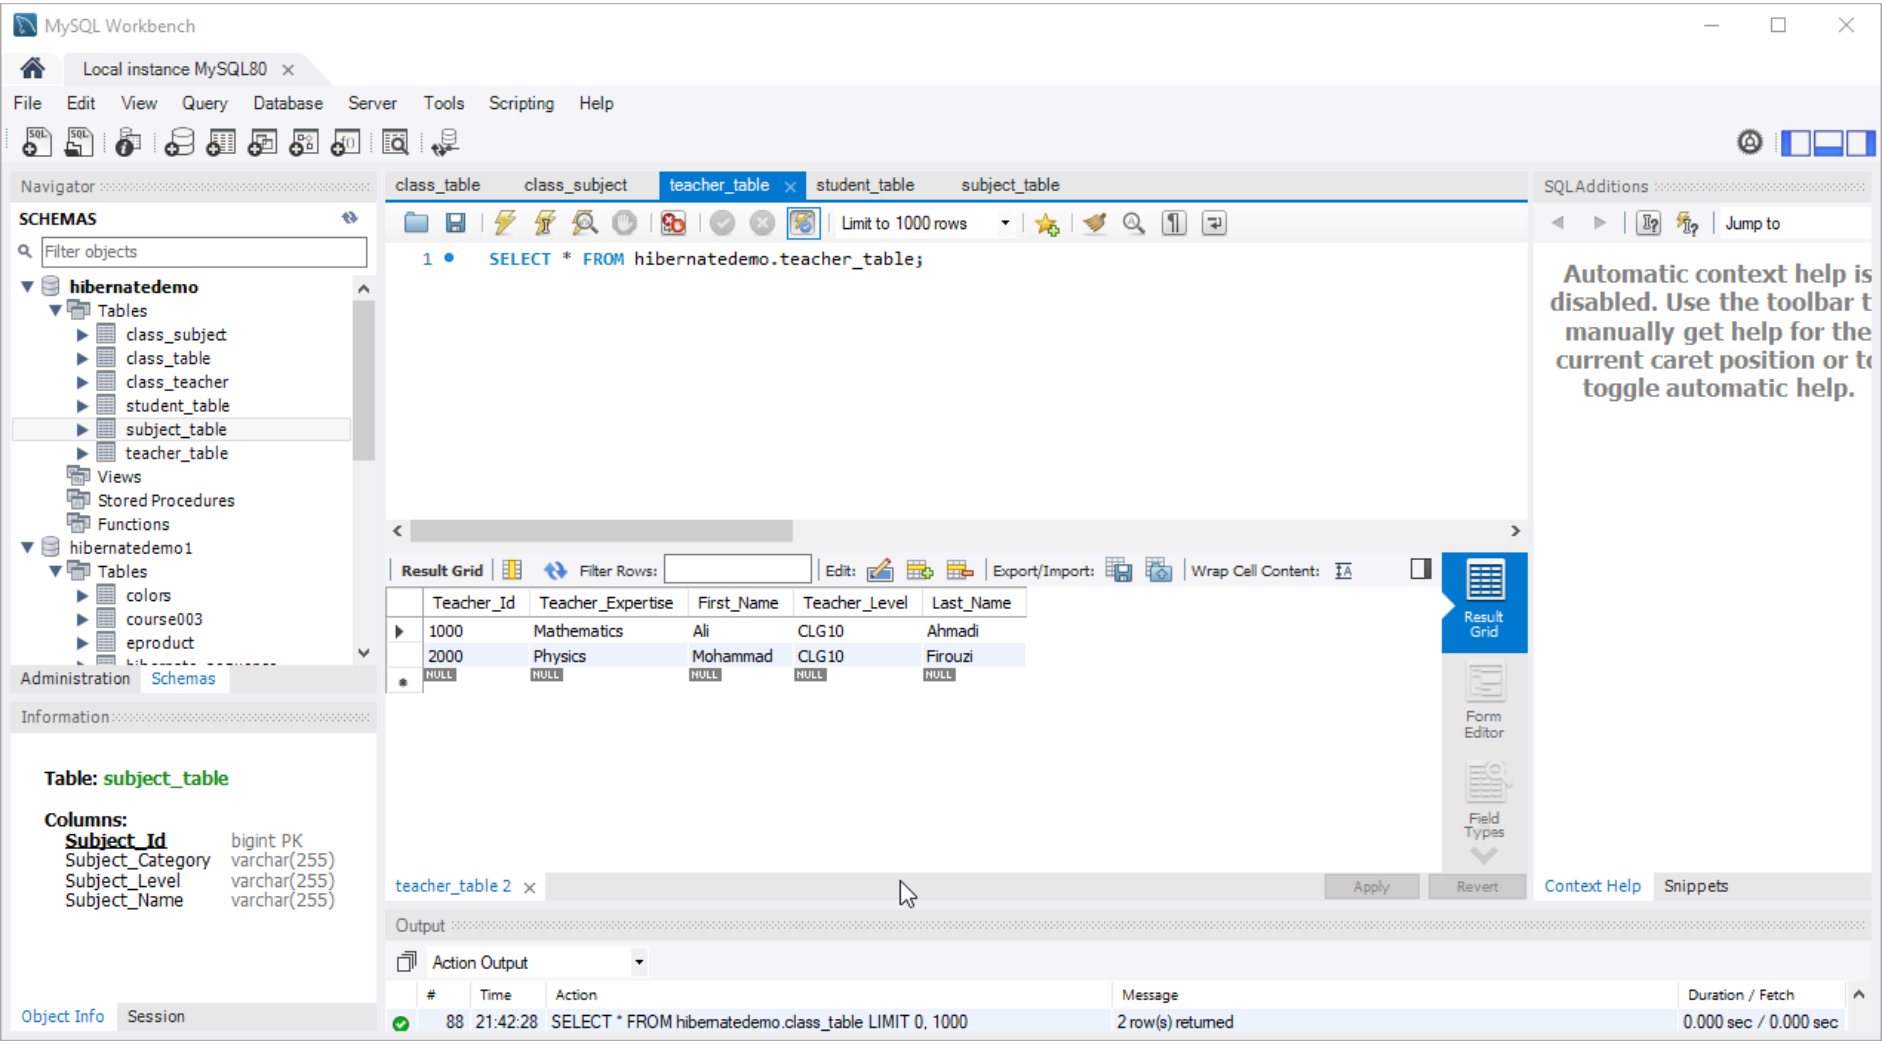 MySQL Workbench
Local instance MySQL80
File Edit View Query Database Server Tools Scripting Help
Navigator
SCHEMAS
Filter objects
hibernatedemo
Tables
class_subject
class_table
class_teacher
student_table
subject_table
teacher_table
Views
Stored Procedures
Functions
hibernatedemo1
Tables
colors
course003
eproduct
Administration Schemas
Information
Table: subject_table
Columns:
Subject_Id bigint PK
Subject_Category varchar(255)
Subject_Level varchar(255)
Subject_Name varchar(255)
Object Info Session
class_table class_subject teacher_table student_table subject_table
Limit to 1000 rows
1 SELECT * FROM hibernatedemo.teacher_table;
Result Grid Filter Rows: Edit: Export/Import: Wrap Cell Content:
Teacher_Id Teacher_Expertise First_Name Teacher_Level Last_Name
1000 Mathematics Ali CLG10 Ahmadi
2000 Physics Mohammad CLG10 Firouzi
NULL NULL NULL NULL NULL
Result
Grid
Form
Editor
Field
Types
teacher_table 2 Apply Revert
SQLAdditions
Jump to
Automatic context help is
disabled. Use the toolbar t
manually get help for the
current caret position or to
toggle automatic help.
Context Help Snippets
Output
Action Output
# Time Action Message Duration / Fetch
88 21:42:28 SELECT * FROM hibernatedemo.class_table LIMIT 0, 1000 2 row(s) returned 0.000 sec / 0.000 sec